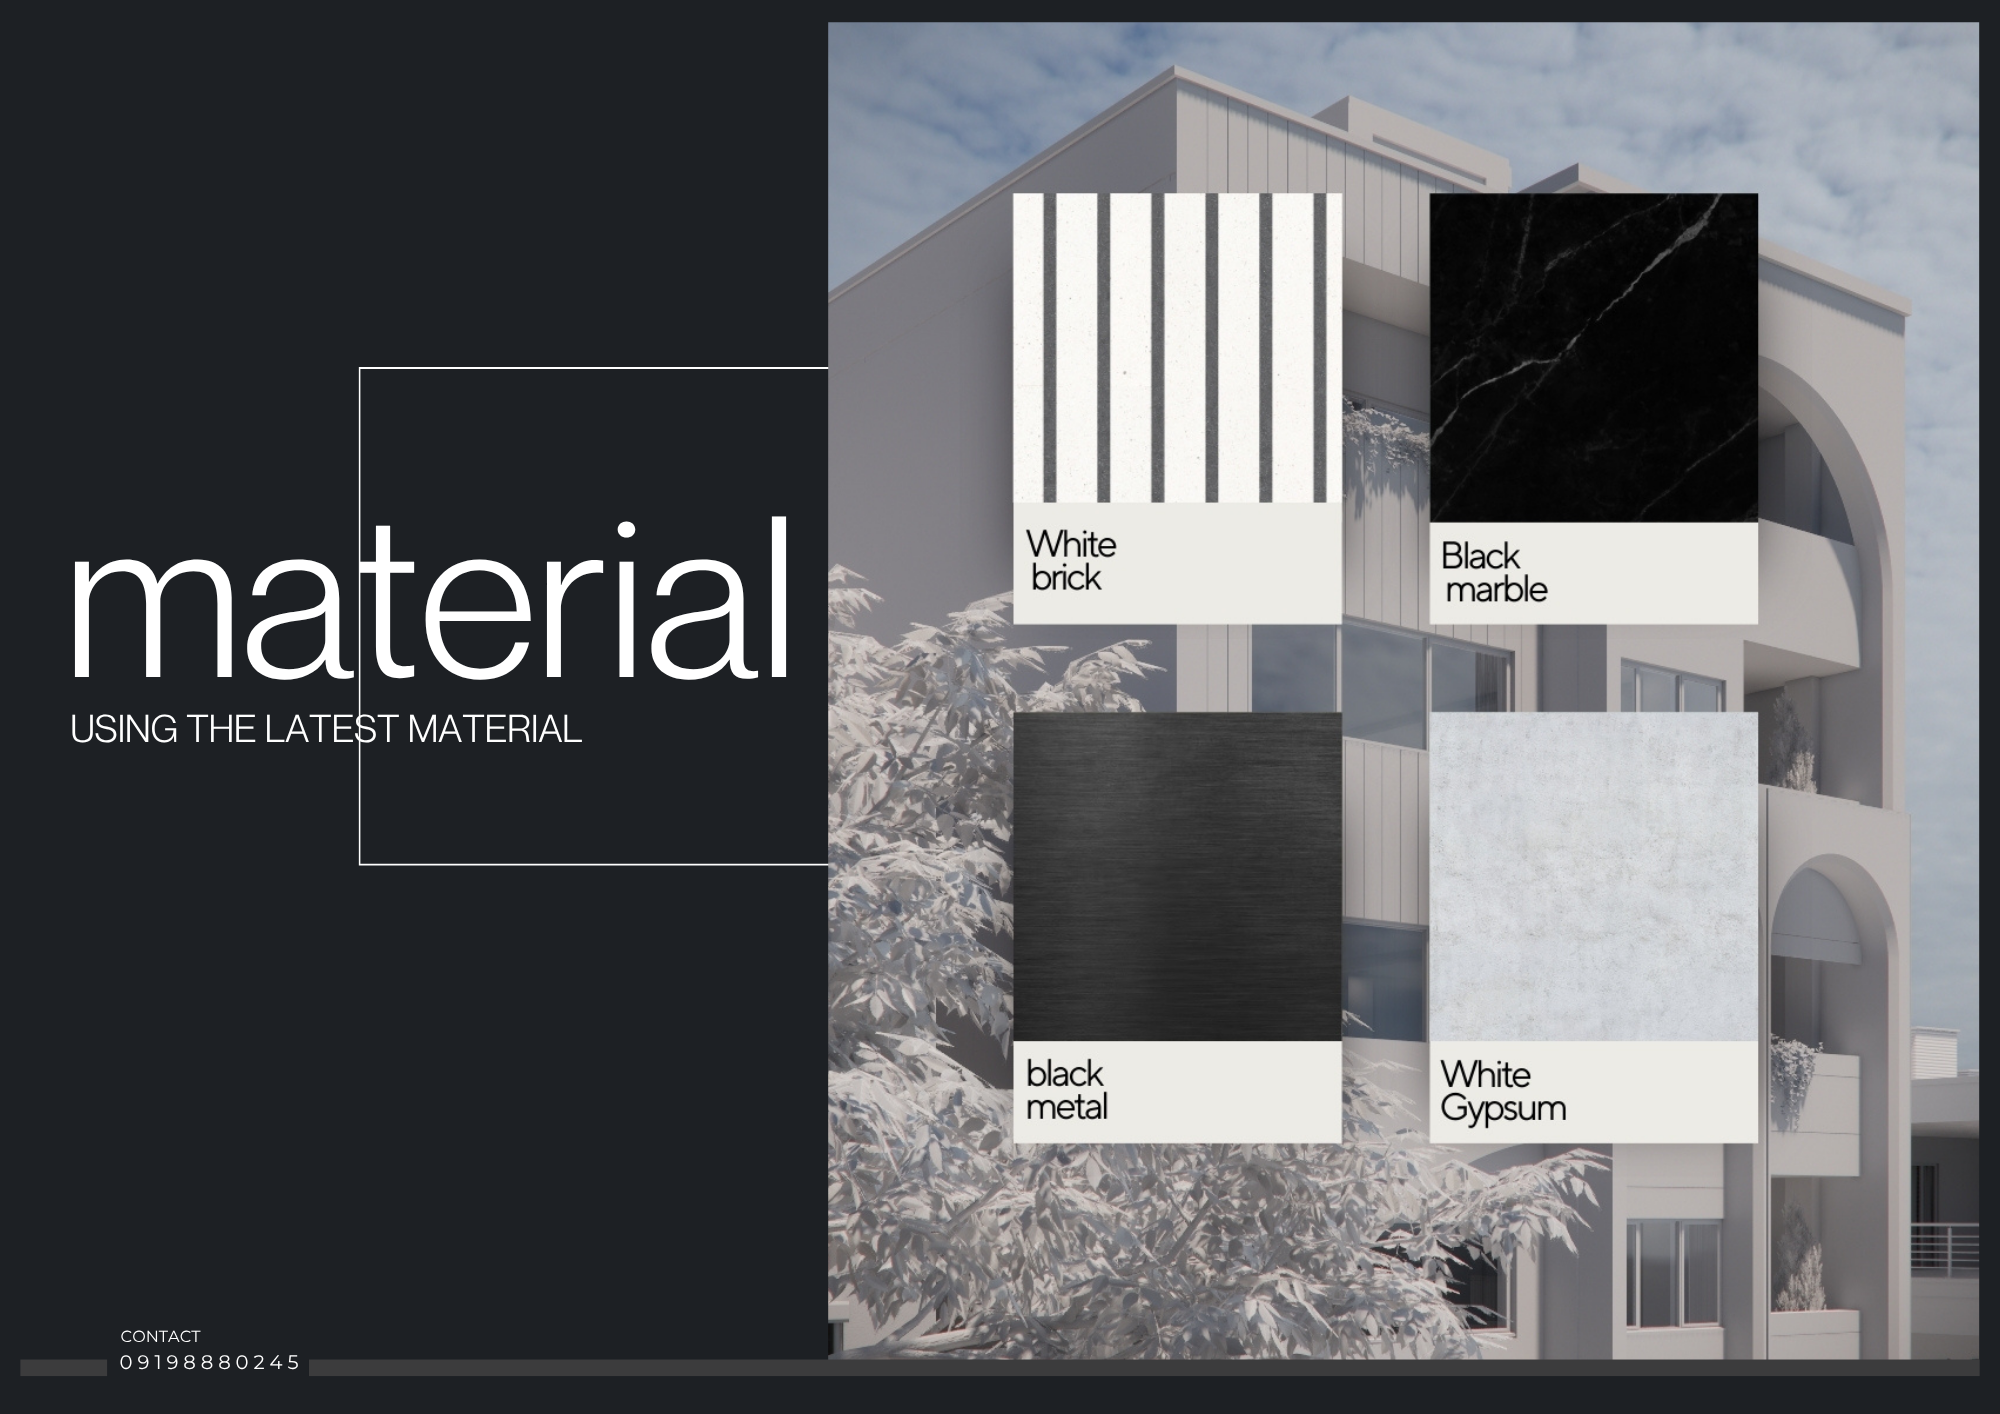 material
USING THE LATEST MATERIAL
White
brick
Black
marble
black
metal
White
Gypsum
CONTACT
09198880245